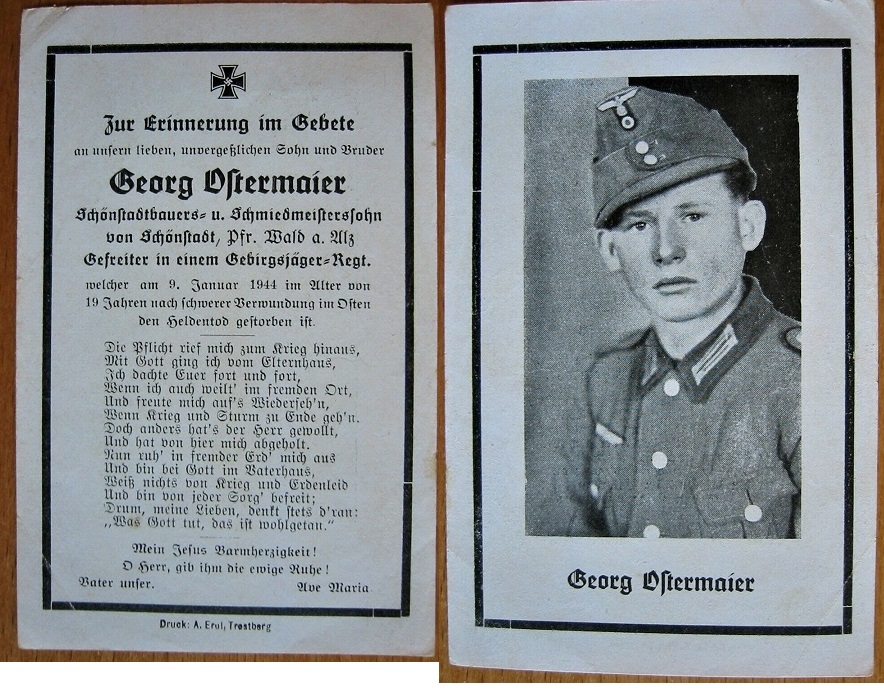 Zur Erinnerung im Gebete
an unsern lieben, unvergeßlichen Sohn und Bruder
Georg Ostermaier
Schönstadtbauers- u. Schmiedmeisterssohn
von Schönstadt, Pfr. Wald a. Alz
Gefreiter in einem Gebirgsjäger-Regt.
welcher am 9. Januar 1944 im Alter von
19 Jahren nach schwerer Verwundung im Osten
den Heldentod gestorben ist.
Die Pflicht rief mich zum Krieg hinaus,
Mit Gott ging ich vom Elternhaus,
Ich dachte Euer fort und fort,
Wenn ich auch weilt' im fremden Ort,
Und freute mich auf's Wiederseh'n,
Wenn Krieg und Sturm zu Ende geh'n.
Doch anders hat's der Herr gewollt,
Und hat von hier mich abgeholt.
Nun ruh' in fremder Erd' mich aus
Und bin bei Gott im Vaterhaus,
Weiß nichts von Krieg und Erdenleid
Und bin von jeder Sorg' befreit;
Drum, meine Lieben, denkt stets d'ran:
„Was Gott tut, das ist wohlgetan."
Mein Jesus Barmherzigkeit!
O Herr, gib ihm die ewige Ruhe!
Vater unser. Ave Maria
Druck: A. Erul, Trostberg
Georg Ostermaier